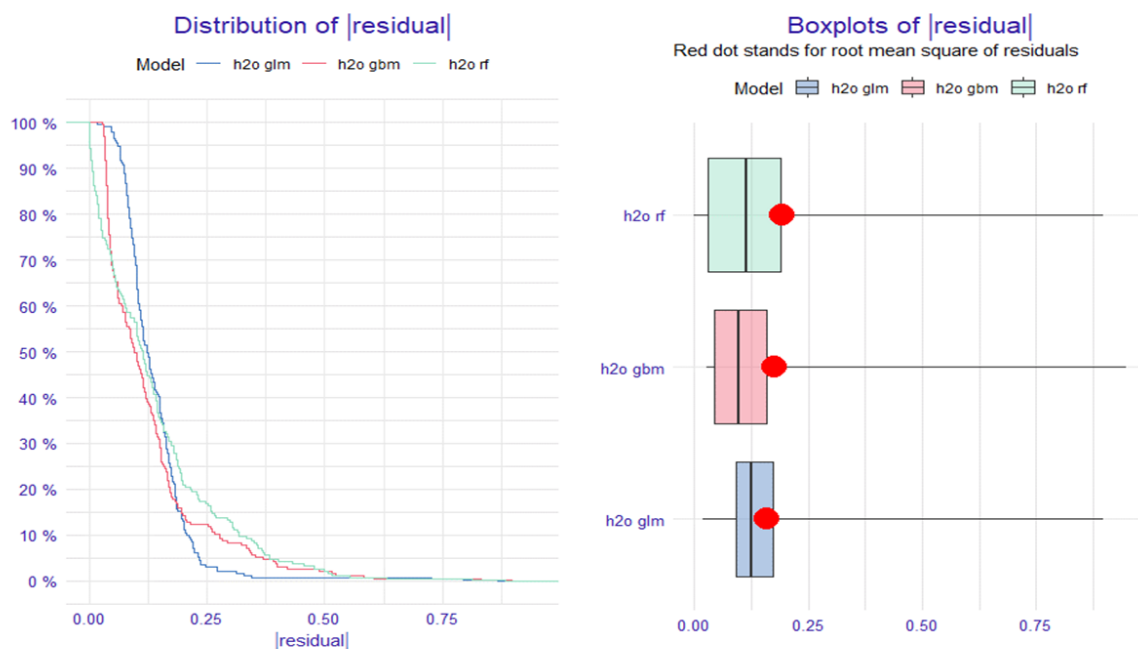 Distribution of |residual|
Model h2o glm h2o gbm h2o rf
100 %
90 %
80 %
70 %
60 %
50 %
40 %
30 %
20 %
10 %
0 %
0.00 0.25 0.50 0.75
|residual|
Boxplots of |residual|
Red dot stands for root mean square of residuals
Model h2o glm h2o gbm h2o rf
h2o rf
h2o gbm
h2o glm
0.00 0.25 0.50 0.75